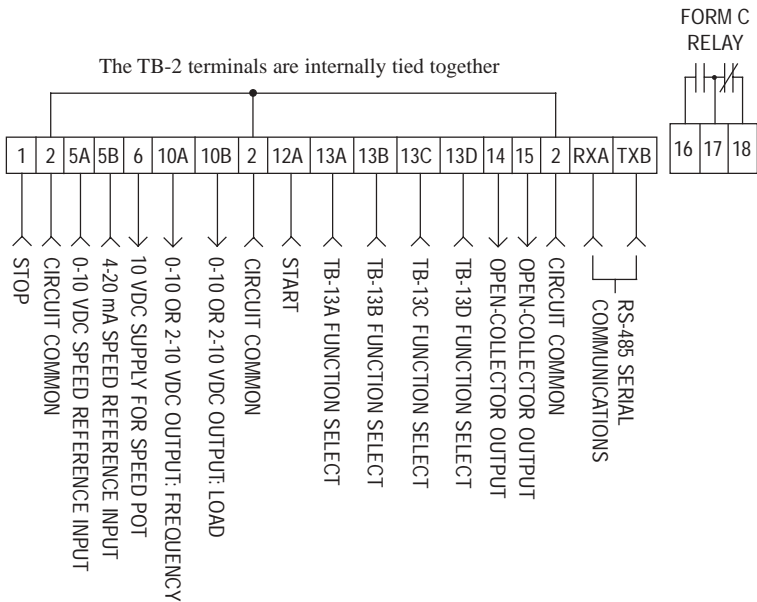 FORM C
RELAY
The TB-2 terminals are internally tied together
1 2 5A 5B 6 10A 10B 2 12A 13A 13B 13C 13D 14 15 2 RXA TXB
16 17 18
STOP
CIRCUIT COMMON
0-10 VDC SPEED REFERENCE INPUT
4-20 mA SPEED REFERENCE INPUT
10 VDC SUPPLY FOR SPEED POT
0-10 OR 2-10 VDC OUTPUT: FREQUENCY
0-10 OR 2-10 VDC OUTPUT: LOAD
CIRCUIT COMMON
START
TB-13A FUNCTION SELECT
TB-13B FUNCTION SELECT
TB-13C FUNCTION SELECT
TB-13D FUNCTION SELECT
OPEN-COLLECTOR OUTPUT
OPEN-COLLECTOR OUTPUT
CIRCUIT COMMON
RS-485 SERIAL
COMMUNICATIONS